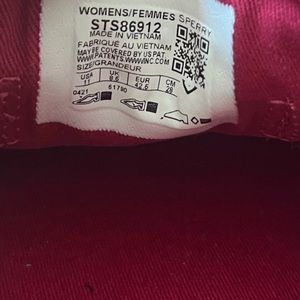 WOMENS/FEMMES SPERRY
STS86912
MADE IN VIETNAM
FABRIQUE AU VIETNAM
MAY BE COVERED BY US PAT.
WWW.PATENTS.WWWINC.COM
SIZE/GRANDEUR
USA UK EUR CM
11 8.5 42.5 28
0421 61790